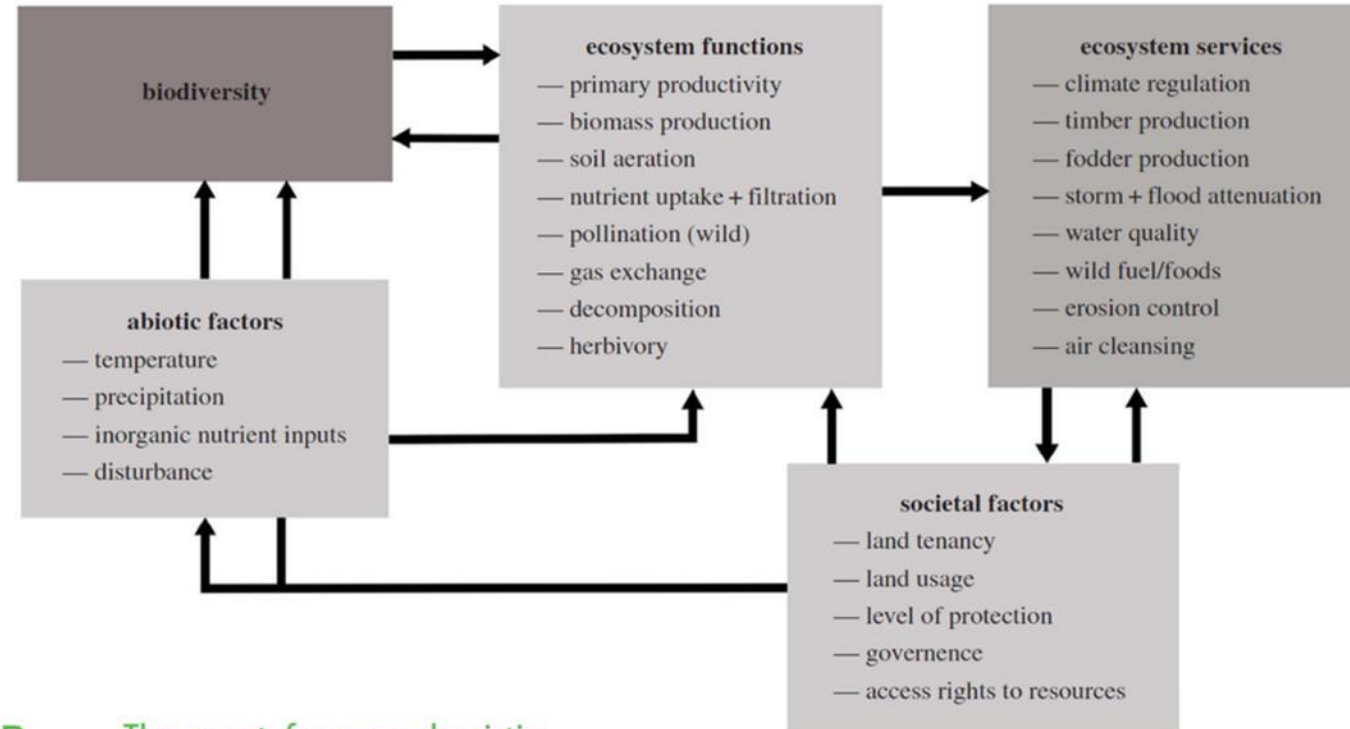 biodiversity
ecosystem functions
— primary productivity
— biomass production
— soil aeration
— nutrient uptake + filtration
— pollination (wild)
— gas exchange
— decomposition
— herbivory
ecosystem services
— climate regulation
— timber production
— fodder production
— storm + flood attenuation
— water quality
— wild fuel/foods
— erosion control
— air cleansing
abiotic factors
— temperature
— precipitation
— inorganic nutrient inputs
— disturbance
societal factors
— land tenancy
— land usage
— level of protection
— governence
— access rights to resources